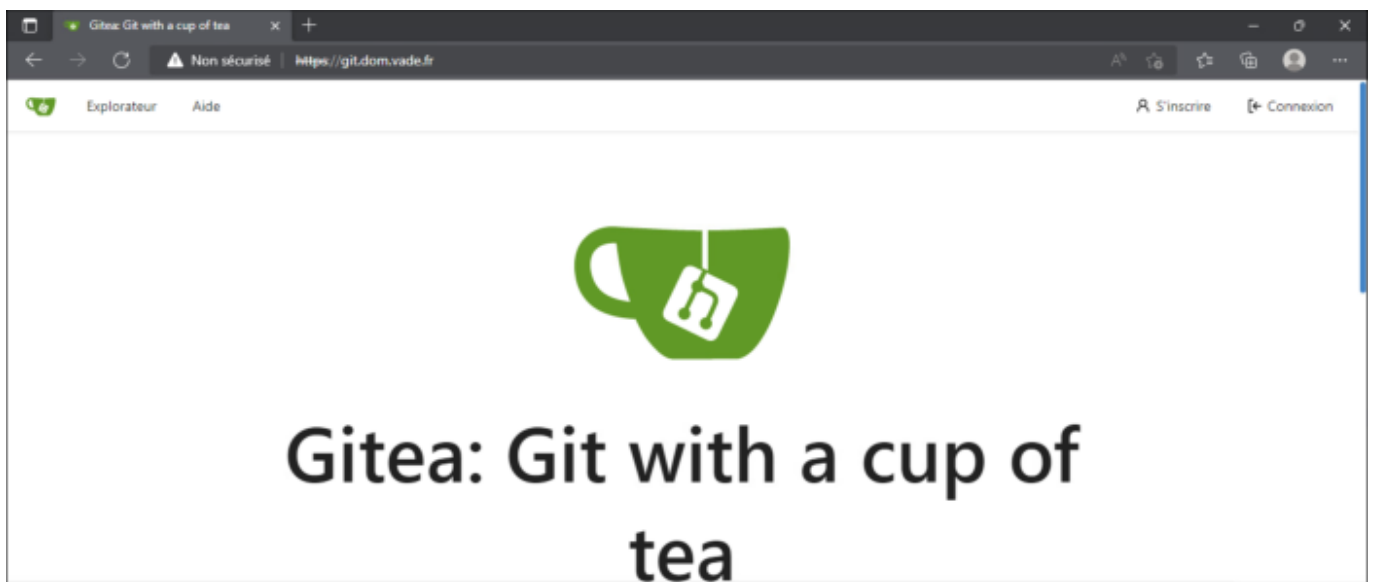 Gitea: Git with a cup of tea
Non sécurisé https://git.dom.vade.fr
Explorateur Aide S'inscrire Connexion
Gitea: Git with a cup of
tea